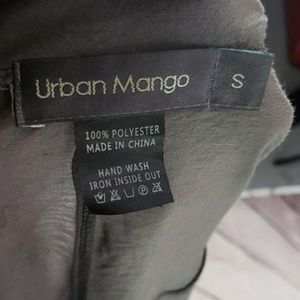 Urban Mango S
100% POLYESTER
MADE IN CHINA
HAND WASH
IRON INSIDE OUT